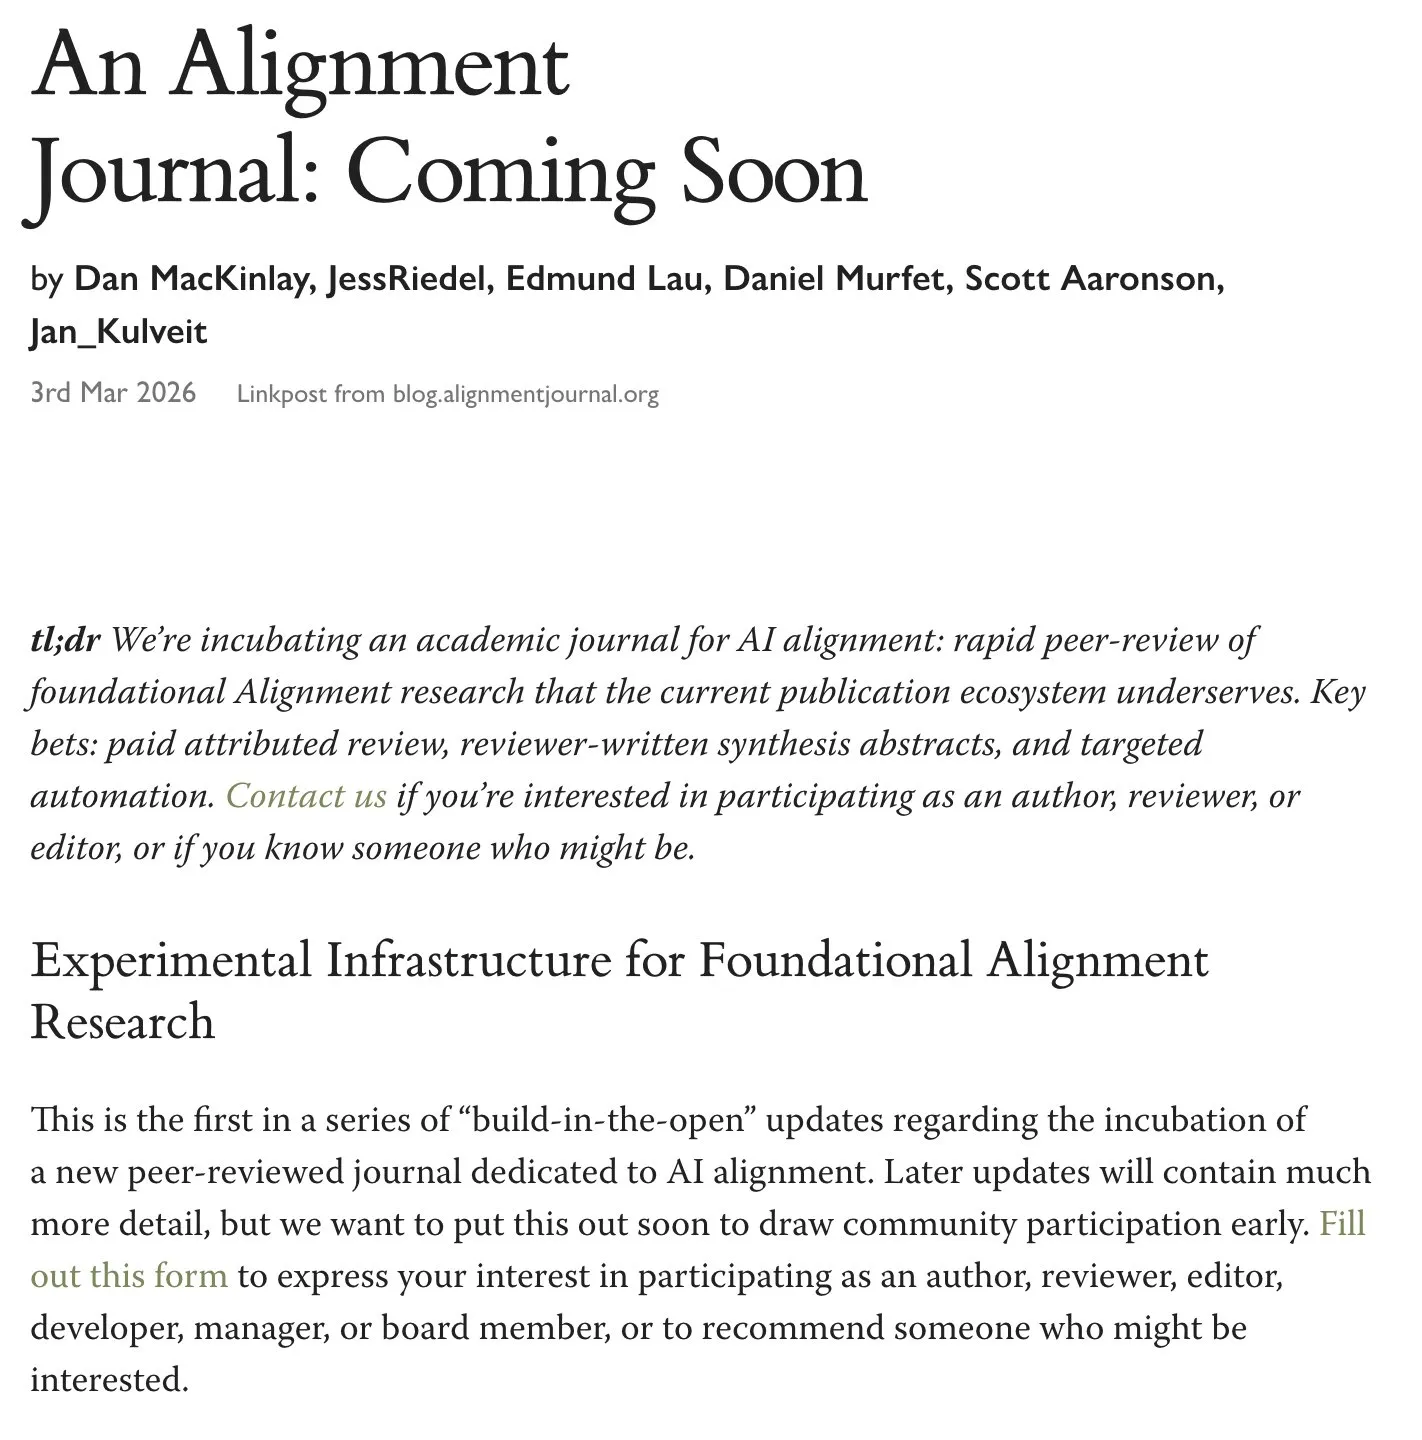 An Alignment
Journal: Coming Soon
by Dan MacKinlay, JessRiedel, Edmund Lau, Daniel Murfet, Scott Aaronson,
Jan_Kulveit
3rd Mar 2026 Linkpost from blog.alignmentjournal.org
tl;dr We’re incubating an academic journal for AI alignment: rapid peer-review of
foundational Alignment research that the current publication ecosystem underserves. Key
bets: paid attributed review, reviewer-written synthesis abstracts, and targeted
automation. Contact us if you’re interested in participating as an author, reviewer, or
editor, or if you know someone who might be.
Experimental Infrastructure for Foundational Alignment
Research
This is the first in a series of “build-in-the-open” updates regarding the incubation of
a new peer-reviewed journal dedicated to AI alignment. Later updates will contain much
more detail, but we want to put this out soon to draw community participation early. Fill
out this form to express your interest in participating as an author, reviewer, editor,
developer, manager, or board member, or to recommend someone who might be
interested.